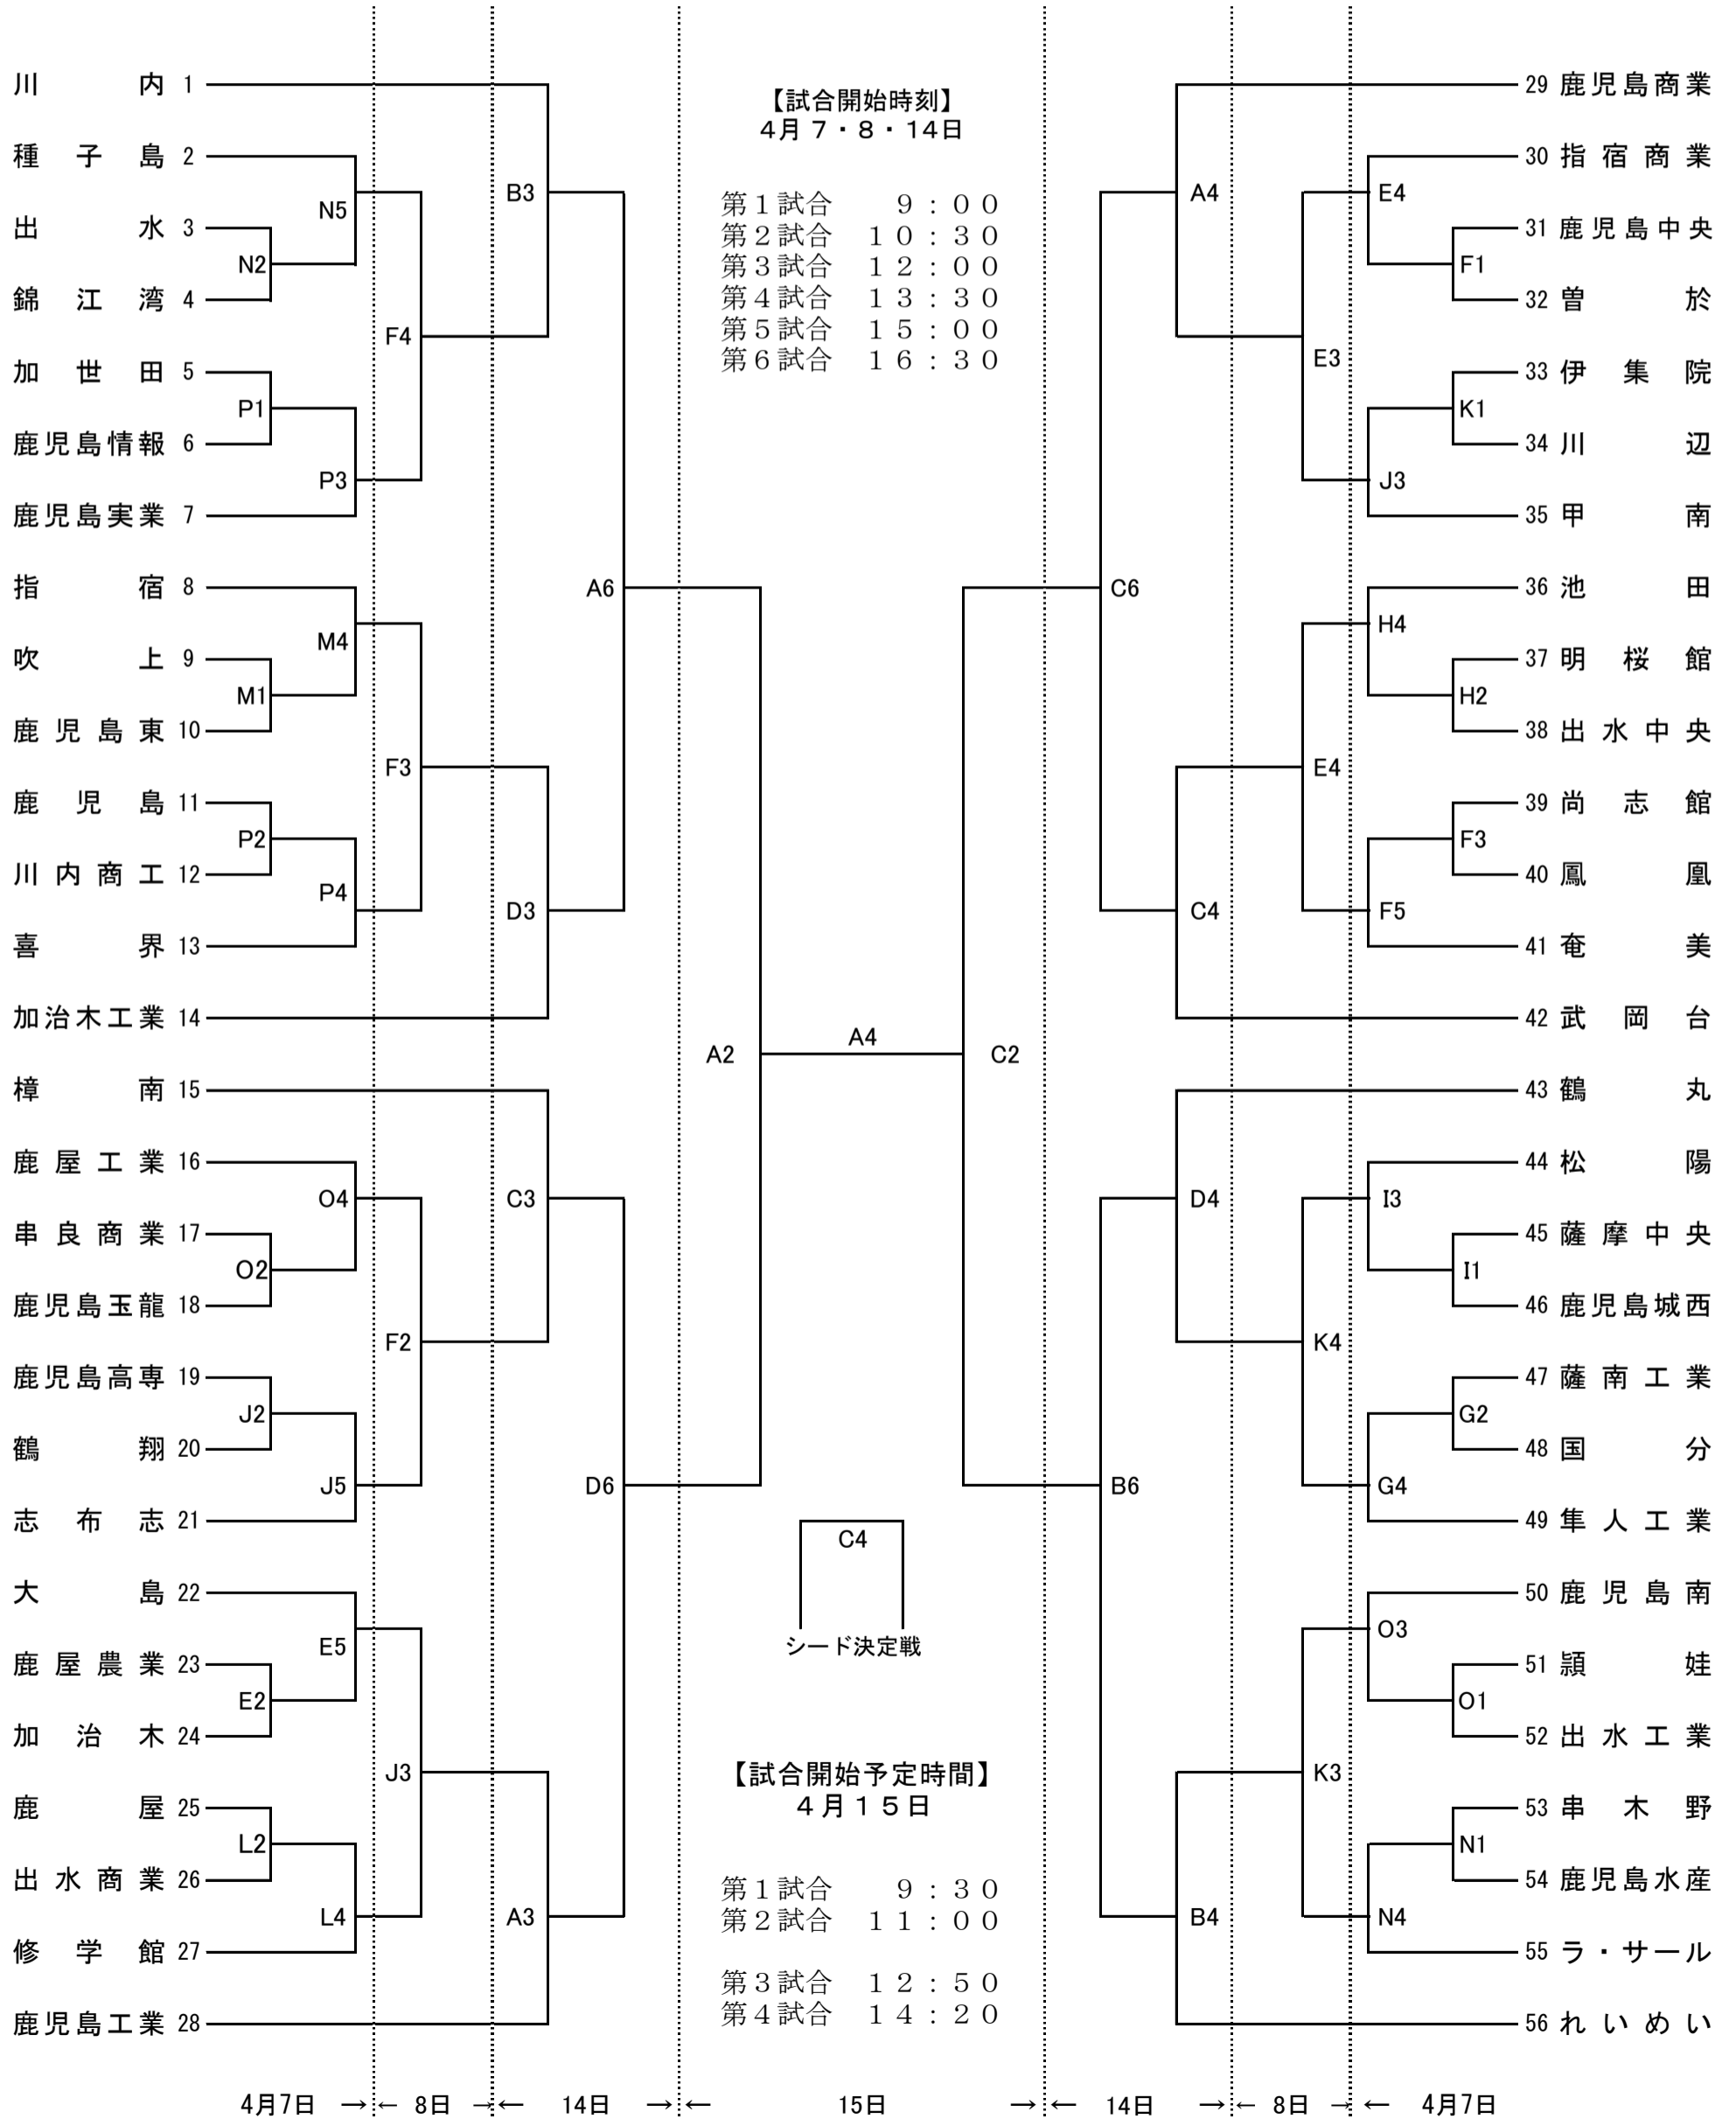 川内 1
種子島 2
出水 3
錦江湾 4
加世田 5
鹿児島情報 6
鹿児島実業 7
指宿 8
吹上 9
鹿児島東 10
鹿児島 11
川内商工 12
喜界 13
加治木工業 14
樟南 15
鹿屋工業 16
串良商業 17
鹿児島玉龍 18
鹿児島高専 19
鶴翔 20
志布志 21
大島 22
鹿屋農業 23
加治木 24
鹿屋 25
出水商業 26
修学館 27
鹿児島工業 28
N2
P1
M1
P2
O2
J2
E2
L2
N5
P3
M4
P4
O4
J5
E5
L4
F4
F3
F2
J3
B3
D3
C3
A3
A6
D6
A2
【試合開始時刻】
4月7・8・14日
第1試合 9:00
第2試合 10:30
第3試合 12:00
第4試合 13:30
第5試合 15:00
第6試合 16:30
A4
C4
シード決定戦
【試合開始予定時間】
4月15日
第1試合 9:30
第2試合 11:00
第3試合 12:50
第4試合 14:20
C2
C6
B6
A4
C4
D4
B4
E3
E4
K4
K3
E4
J3
H4
F5
I3
G4
O3
N4
F1
K1
H2
F3
I1
G2
O1
N1
29 鹿児島商業
30 指宿商業
31 鹿児島中央
32 曽於
33 伊集院
34 川辺
35 甲南
36 池田
37 明桜館
38 出水中央
39 尚志館
40 鳳凰
41 奄美
42 武岡台
43 鶴丸
44 松陽
45 薩摩中央
46 鹿児島城西
47 薩南工業
48 国分
49 隼人工業
50 鹿児島南
51 頴娃
52 出水工業
53 串木野
54 鹿児島水産
55 ラ・サール
56 れいめい
4月7日 →← 8日 →← 14日 →← 15日 →← 14日 →← 8日 →← 4月7日